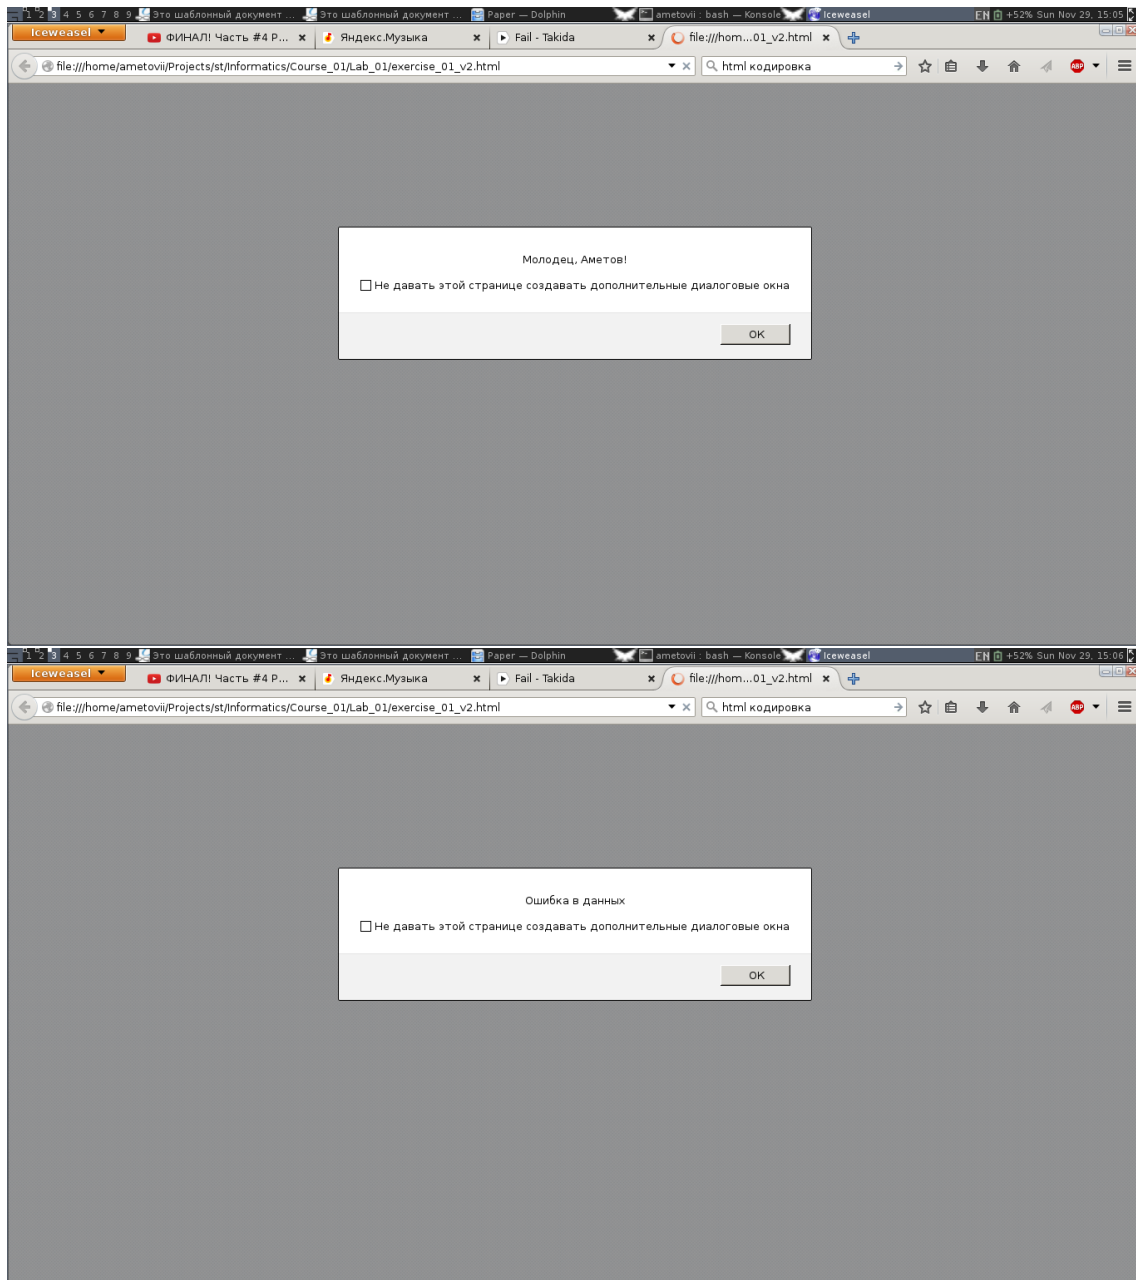 1 2 3 4 5 6 7 8 9 Это шаблонный документ ... Это шаблонный документ ... Paper — Dolphin ametovii : bash — Konsole Iceweasel EN +52% Sun Nov 29, 15:05
Iceweasel ФИНАЛ! Часть #4 P... Яндекс.Музыка Fail - Takida file:///hom...01_v2.html
file:///home/ametovii/Projects/st/Informatics/Course_01/Lab_01/exercise_01_v2.html html кодировка ABP
Молодец, Аметов!
Не давать этой странице создавать дополнительные диалоговые окна
OK
1 2 3 4 5 6 7 8 9 Это шаблонный документ ... Это шаблонный документ ... Paper — Dolphin ametovii : bash — Konsole Iceweasel EN +52% Sun Nov 29, 15:06
Iceweasel ФИНАЛ! Часть #4 P... Яндекс.Музыка Fail - Takida file:///hom...01_v2.html
file:///home/ametovii/Projects/st/Informatics/Course_01/Lab_01/exercise_01_v2.html html кодировка ABP
Ошибка в данных
Не давать этой странице создавать дополнительные диалоговые окна
OK